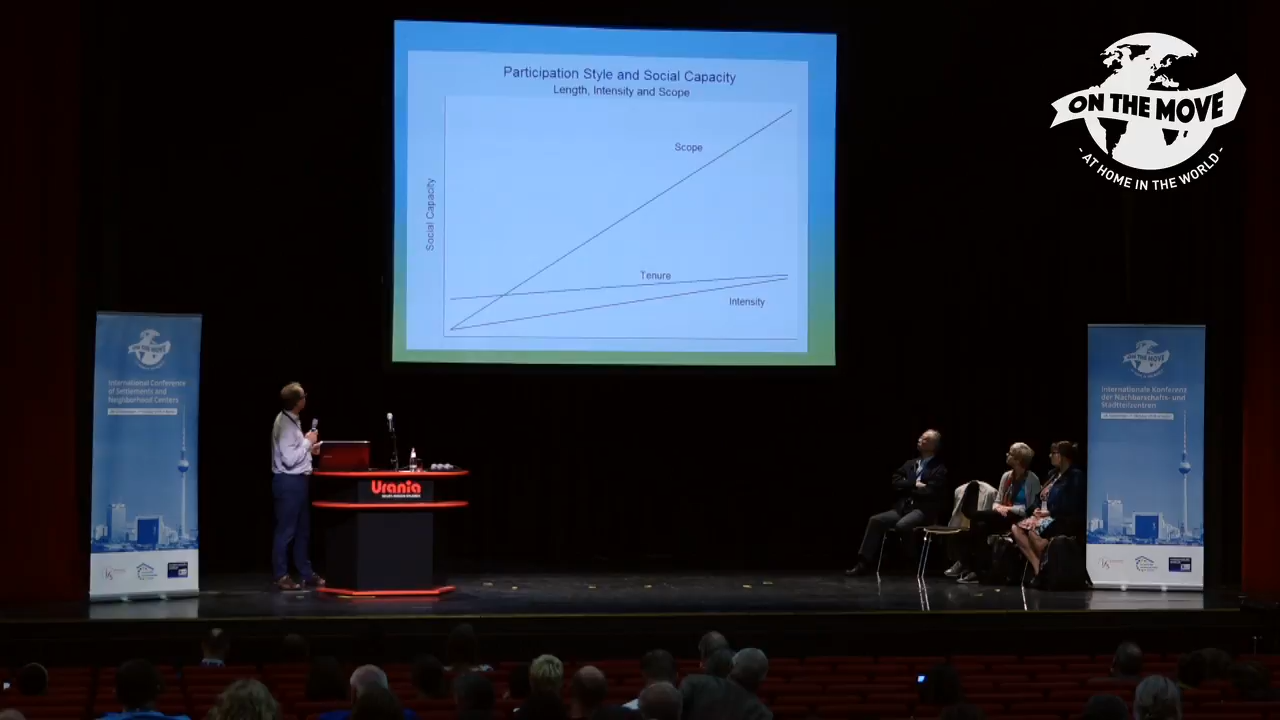 Participation Style and Social Capacity
Length, Intensity and Scope
Scope
Social Capacity
Tenure
Intensity
ON THE MOVE
- AT HOME IN THE WORLD -
ON THE MOVE
International Conference
of Settlements and
Neighborhood Centers
Urania
ON THE MOVE
Internationale Konferenz
der Nachbarschafts- und
Stadtteilzentren